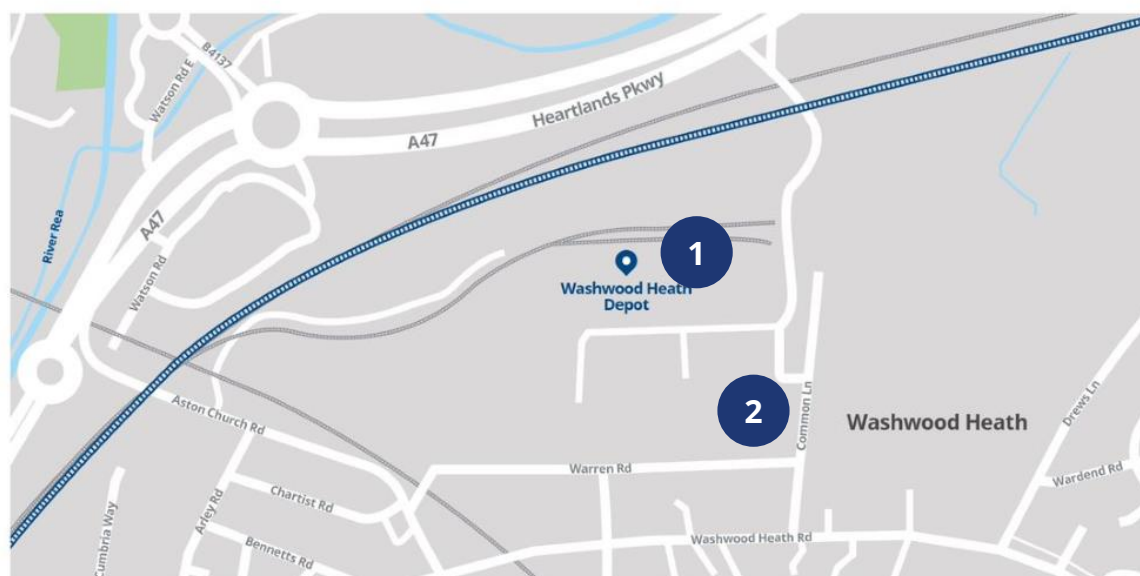 B4137
Watson Rd E
Heartlands Pkwy
A47
A47
River Rea
Watson Rd
1
Washwood Heath
Depot
2
Common Ln
Washwood Heath
Drews Ln
Aston Church Rd
Warren Rd
Wardend Rd
Chartist Rd
Arley Rd
Cumbria Way
Bennetts Rd
Washwood Heath Rd